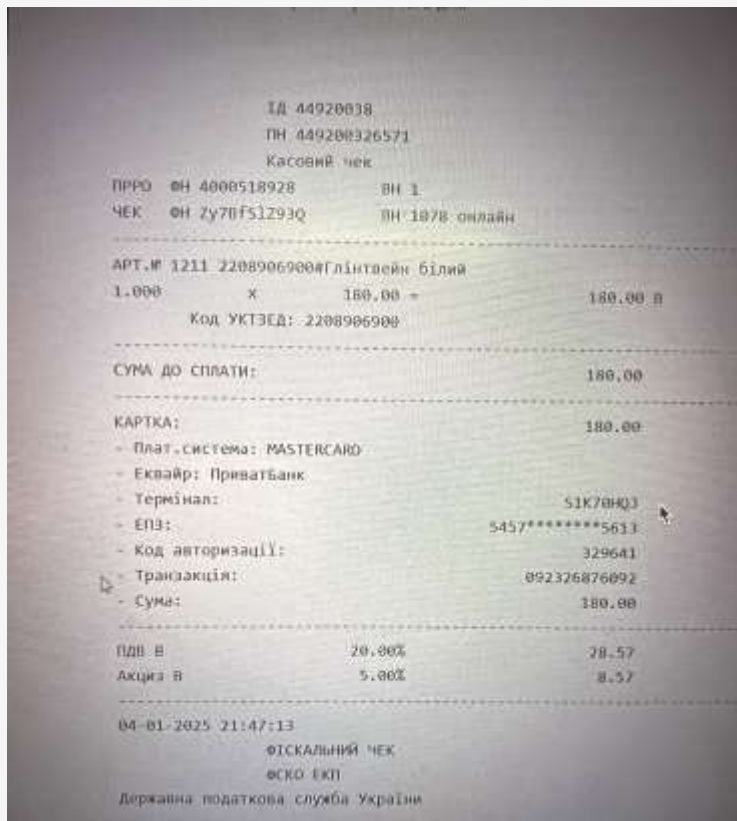 ІД 44920038
ПН 449200326571
Касовий чек
ПРРО ФН 4000518928 ВН 1
ЧЕК ФН Zy70fSlZ93Q ВН 1078 онлайн
АРТ.№ 1211 2208906900#Глінтвейн білий
1.000 x 180.00 = 180.00 В
Код УКТЗЕД: 2208906900
СУМА ДО СПЛАТИ: 180.00
КАРТКА: 180.00
- Плат.система: MASTERCARD
- Еквайр: ПриватБанк
- Термінал: S1K70HQJ
- ЕПЗ: 5457********5613
- Код авторизації: 329641
- Транзакція: 092326876092
- Сума: 180.00
ПДВ В 20.00% 28.57
Акциз В 5.00% 8.57
04-01-2025 21:47:13
ФІСКАЛЬНИЙ ЧЕК
ФСКО ЕКП
Державна податкова служба України